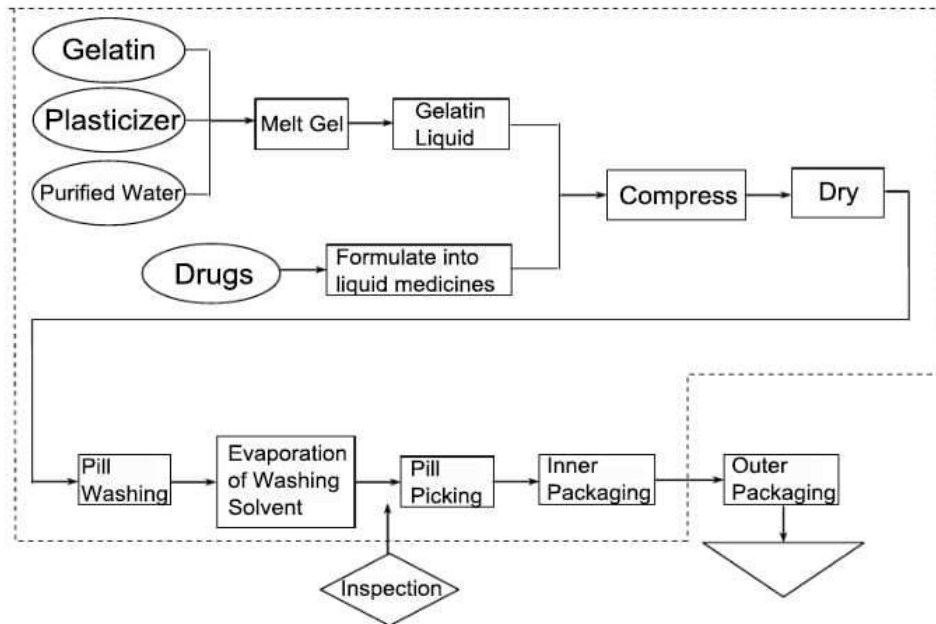 Gelatin
Plasticizer
Purified Water
Melt Gel
Gelatin
Liquid
Compress
Dry
Drugs
Formulate into
liquid medicines
Pill
Washing
Evaporation
of Washing
Solvent
Pill
Picking
Inner
Packaging
Outer
Packaging
Inspection